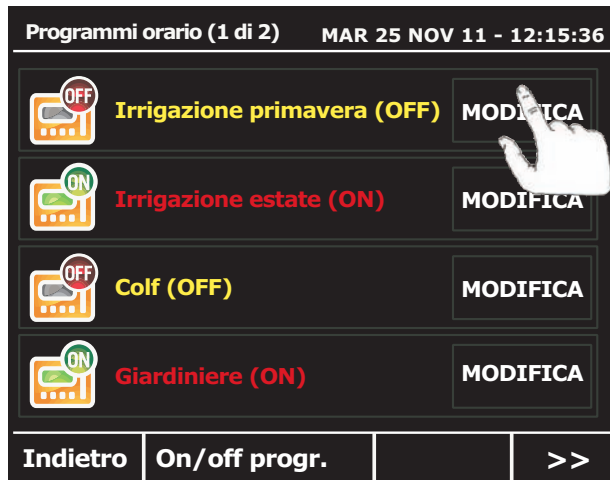 Programmi orario (1 di 2) MAR 25 NOV 11 - 12:15:36
OFF Irrigazione primavera (OFF) MODIFICA
ON Irrigazione estate (ON) MODIFICA
OFF Colf (OFF) MODIFICA
ON Giardiniere (ON) MODIFICA
Indietro On/off progr. >>